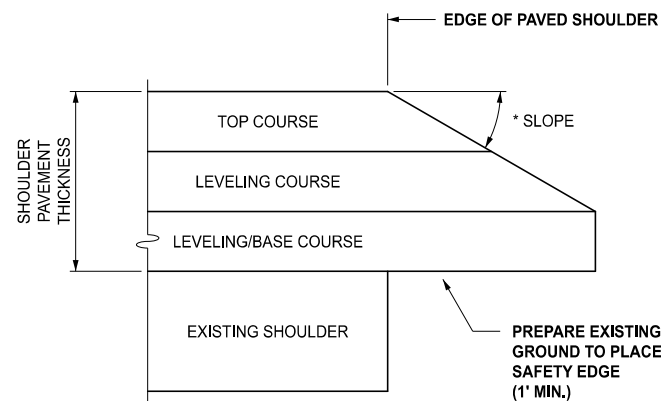 EDGE OF PAVED SHOULDER
TOP COURSE
* SLOPE
SHOULDER
PAVEMENT
THICKNESS
LEVELING COURSE
LEVELING/BASE COURSE
EXISTING SHOULDER
PREPARE EXISTING
GROUND TO PLACE
SAFETY EDGE
(1' MIN.)